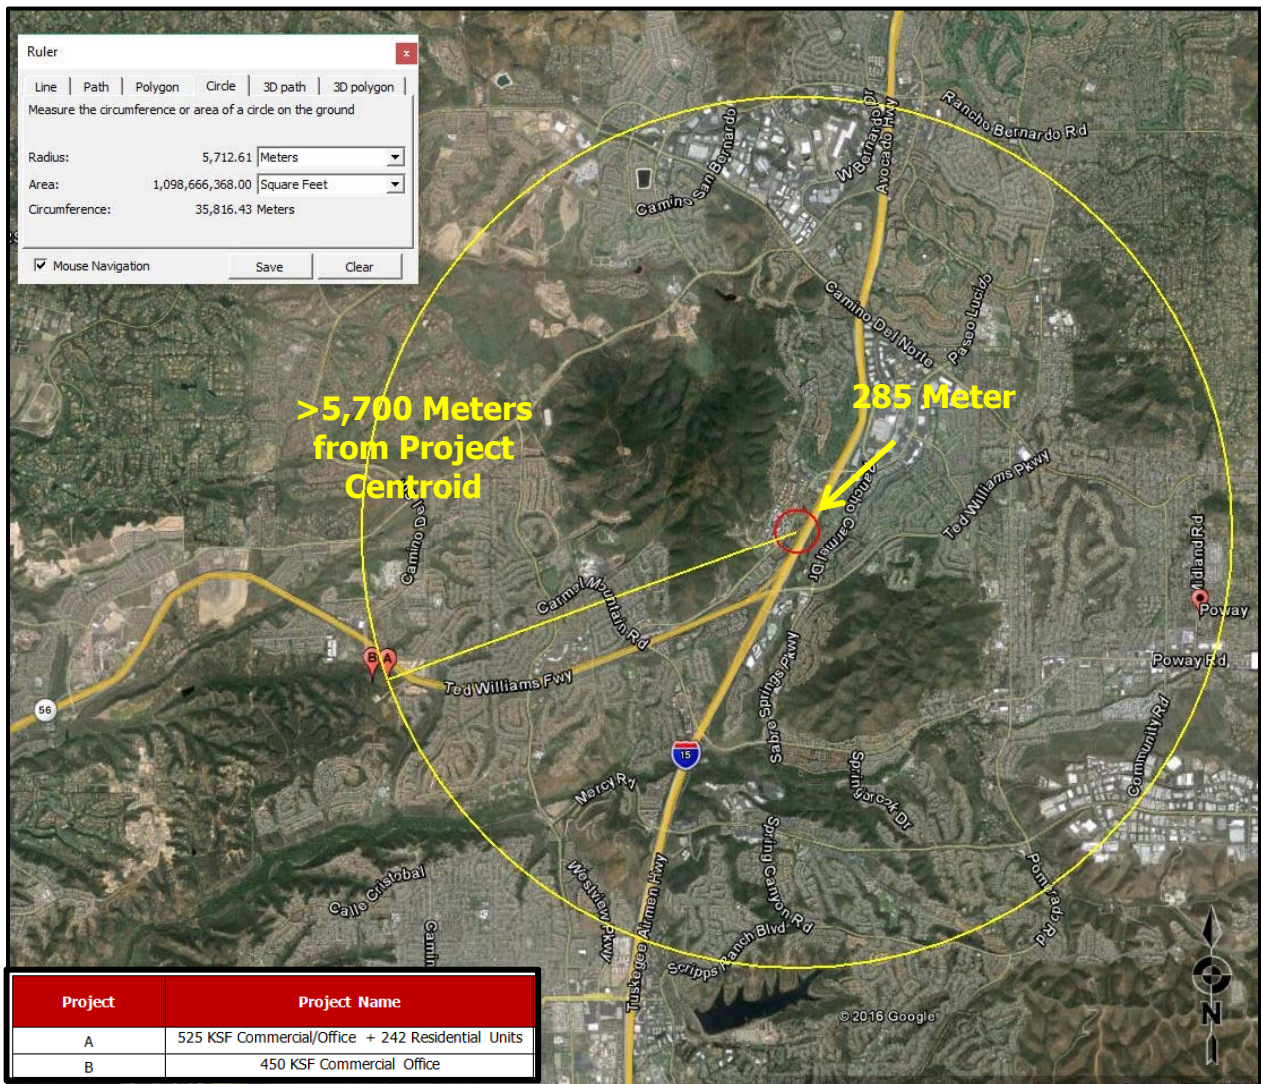 Ruler
x
Line Path Polygon Circle 3D path 3D polygon
Measure the circumference or area of a circle on the ground
Radius: 5,712.61 Meters
Area: 1,098,666,368.00 Square Feet
Circumference: 35,816.43 Meters
Mouse Navigation Save Clear
Rancho Bernardo Rd
W Bernardo Dr
Avocado Hwy
Camino San Bernardo
Camino Del Norte
Paseo Lucido
>5,700 Meters
from Project
Centroid
285 Meter
Camino Del
Rancho Carmel Dr
Ted Williams Pkwy
Midland Rd
Poway
Carmel Mountain Rd
B A
Ted Williams Fwy
Poway Rd
56
15
Sabre Springs Pkwy
Community Rd
Mercy Rd
Springbrook Dr
Spring Canyon Rd
Pomerado Rd
Calle Cristobal
Westview Pkwy
Camin
Tuskegee Airmen Hwy
Scripps Ranch Blvd
© 2016 Google
N
Project Project Name
A 525 KSF Commercial/Office + 242 Residential Units
B 450 KSF Commercial Office